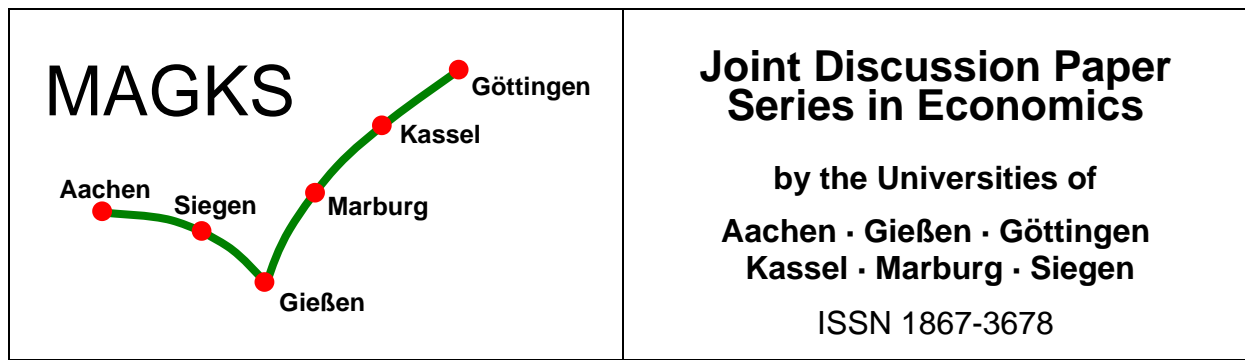 MAGKS
Göttingen
Kassel
Aachen
Siegen
Marburg
Gießen
Joint Discussion Paper
Series in Economics
by the Universities of
Aachen · Gießen · Göttingen
Kassel · Marburg · Siegen
ISSN 1867-3678